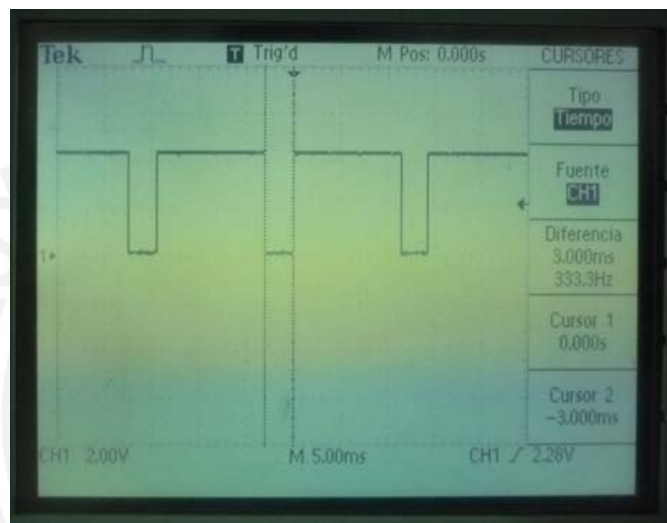 Tek T Trig'd M Pos: 0.000s CURSORES
Tipo
Tiempo
Fuente
CH1
Diferencia
3.000ms
333.3Hz
Cursor 1
0.000s
Cursor 2
-3.000ms
1
CH1 2.00V M 5.00ms CH1 2.28V